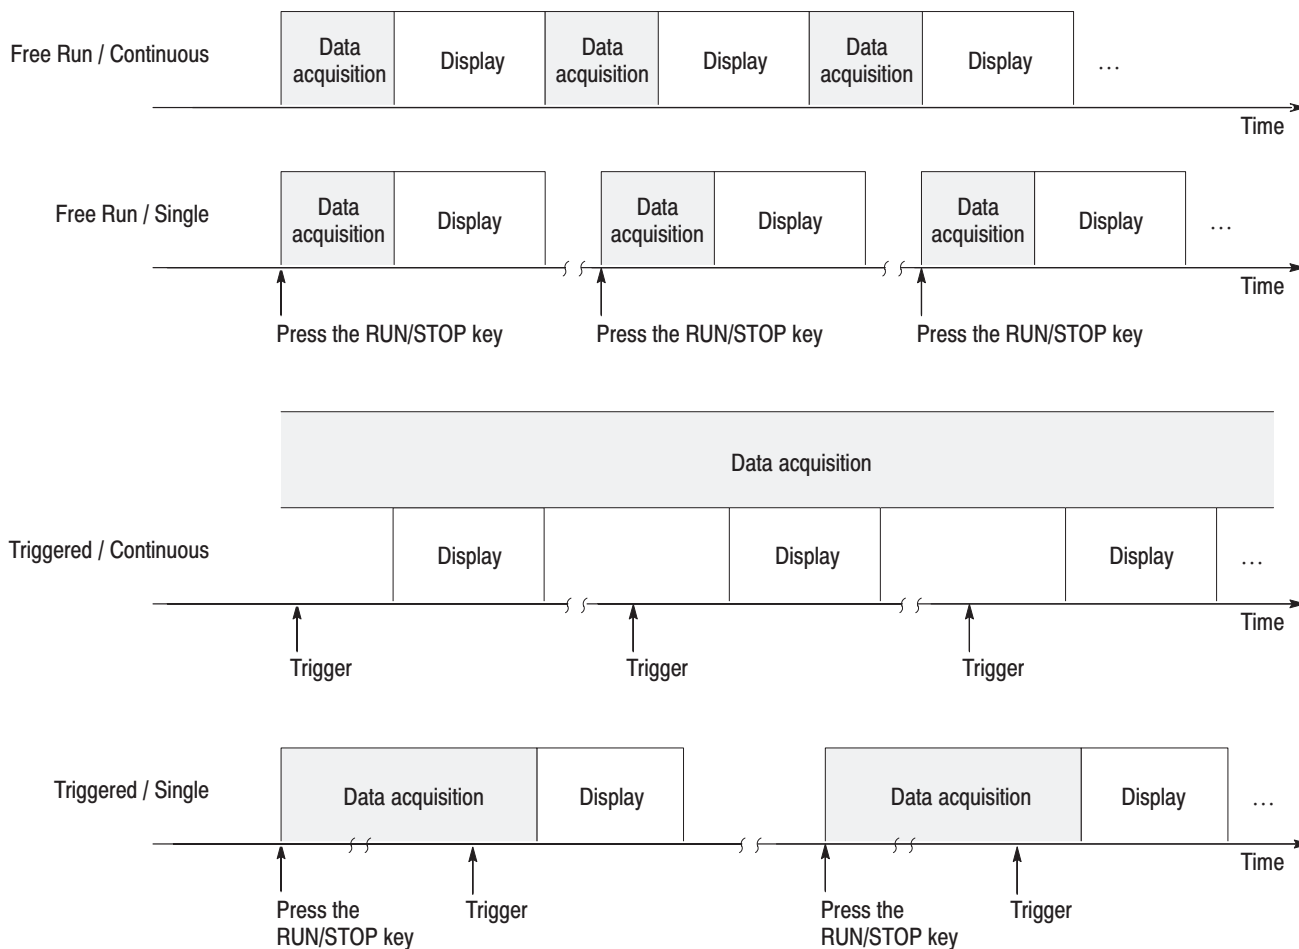 Free Run / Continuous
Data acquisition
Display
Data acquisition
Display
Data acquisition
Display
...
Time
Free Run / Single
Data acquisition
Display
Data acquisition
Display
Data acquisition
Display
...
Time
Press the RUN/STOP key
Press the RUN/STOP key
Press the RUN/STOP key
Data acquisition
Triggered / Continuous
Display
Display
Display
...
Time
Trigger
Trigger
Trigger
Triggered / Single
Data acquisition
Display
Data acquisition
Display
...
Time
Press the
RUN/STOP key
Trigger
Press the
RUN/STOP key
Trigger